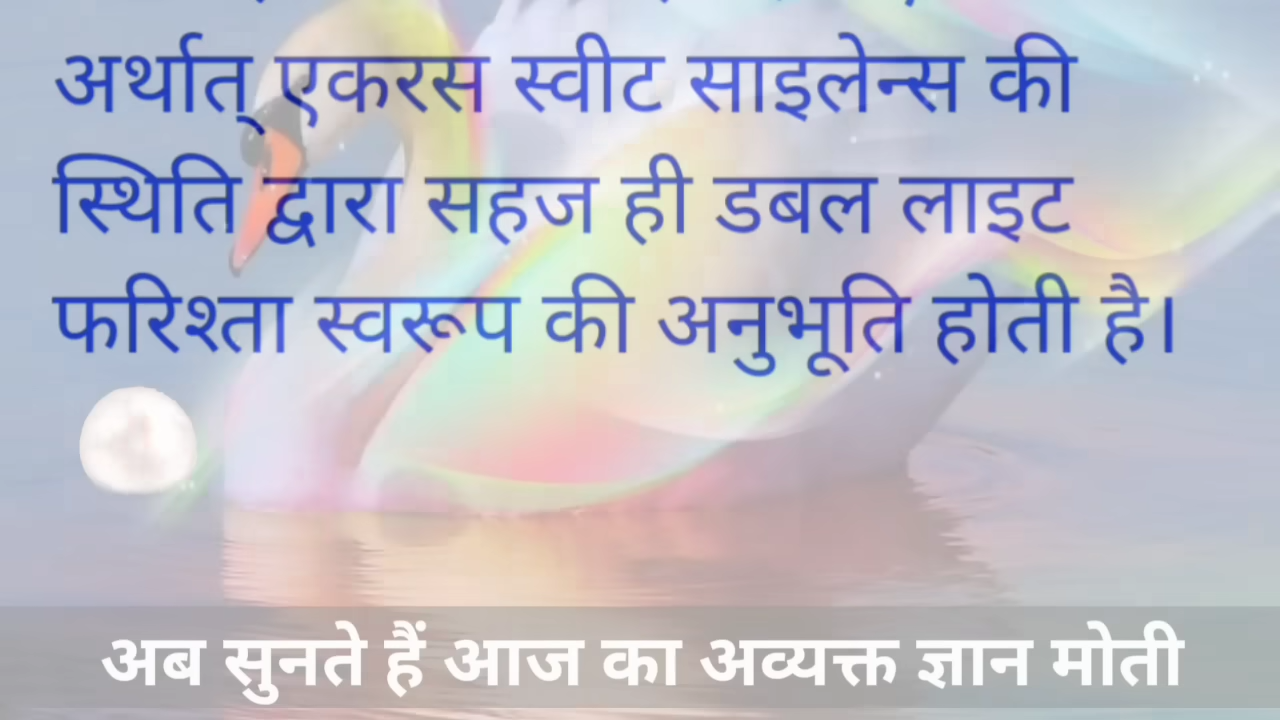 अर्थात् एकरस स्वीट साइलेन्स की
स्थिति द्वारा सहज ही डबल लाइट
फरिश्ता स्वरूप की अनुभूति होती है।
अब सुनते हैं आज का अव्यक्त ज्ञान मोती